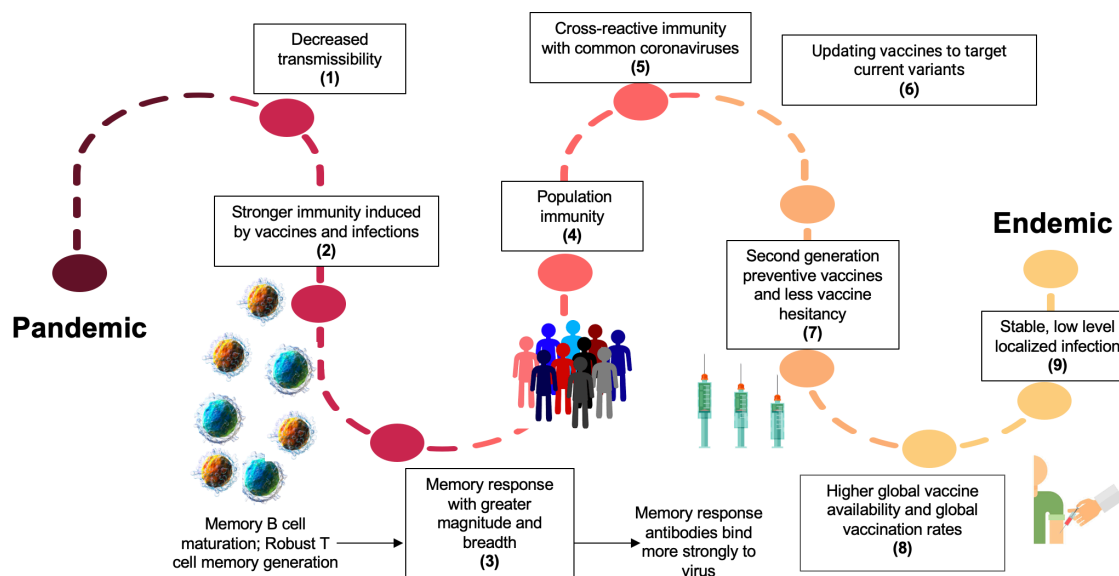 Decreased
transmissibility
(1)
Cross-reactive immunity
with common coronaviruses
(5)
Updating vaccines to target
current variants
(6)
Stronger immunity induced
by vaccines and infections
(2)
Population
immunity
(4)
Second generation
preventive vaccines
and less vaccine
hesitancy
(7)
Endemic
Pandemic
Stable, low level
localized infection
(9)
Memory B cell
maturation; Robust T
cell memory generation
Memory response
with greater
magnitude and
breadth
(3)
Memory response
antibodies bind
more strongly to
virus
Higher global vaccine
availability and global
vaccination rates
(8)